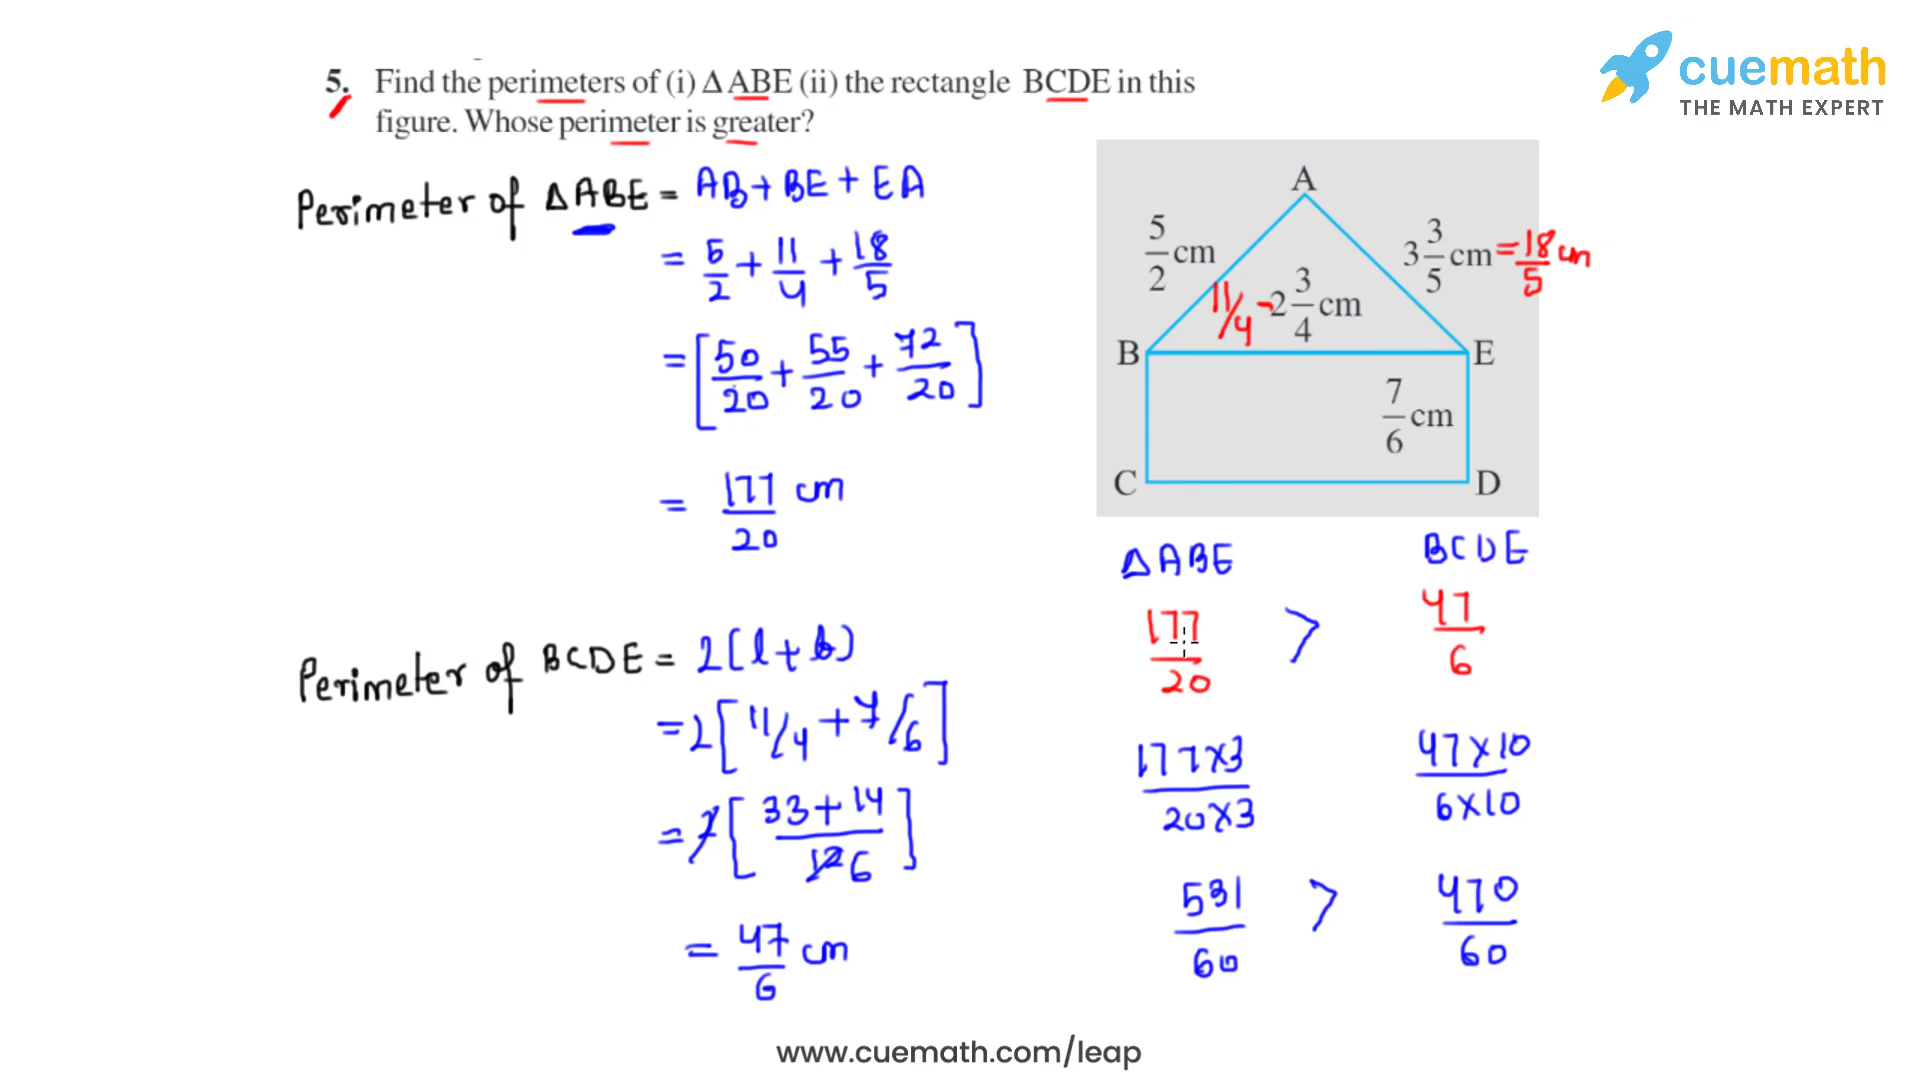 cuemath
THE MATH EXPERT
5. Find the perimeters of (i) Δ ABE (ii) the rectangle BCDE in this
figure. Whose perimeter is greater?
Perimeter of Δ ABE = AB + BE + EA
= 5/2 + 11/4 + 18/5
= [50/20 + 55/20 + 72/20]
= 177/20 cm
Perimeter of BCDE = 2(l + b)
= 2[11/4 + 7/6]
= 2[33 + 14/12 6]
= 47/6 cm
A
5/2 cm
3 3/5 cm = 18/5 cm
11/4 - 2 3/4 cm
B
E
7/6 cm
C
D
Δ ABE BCDE
177/20 > 47/6
177 × 3/20 × 3 47 × 10/6 × 10
531/60 > 470/60
www.cuemath.com/leap